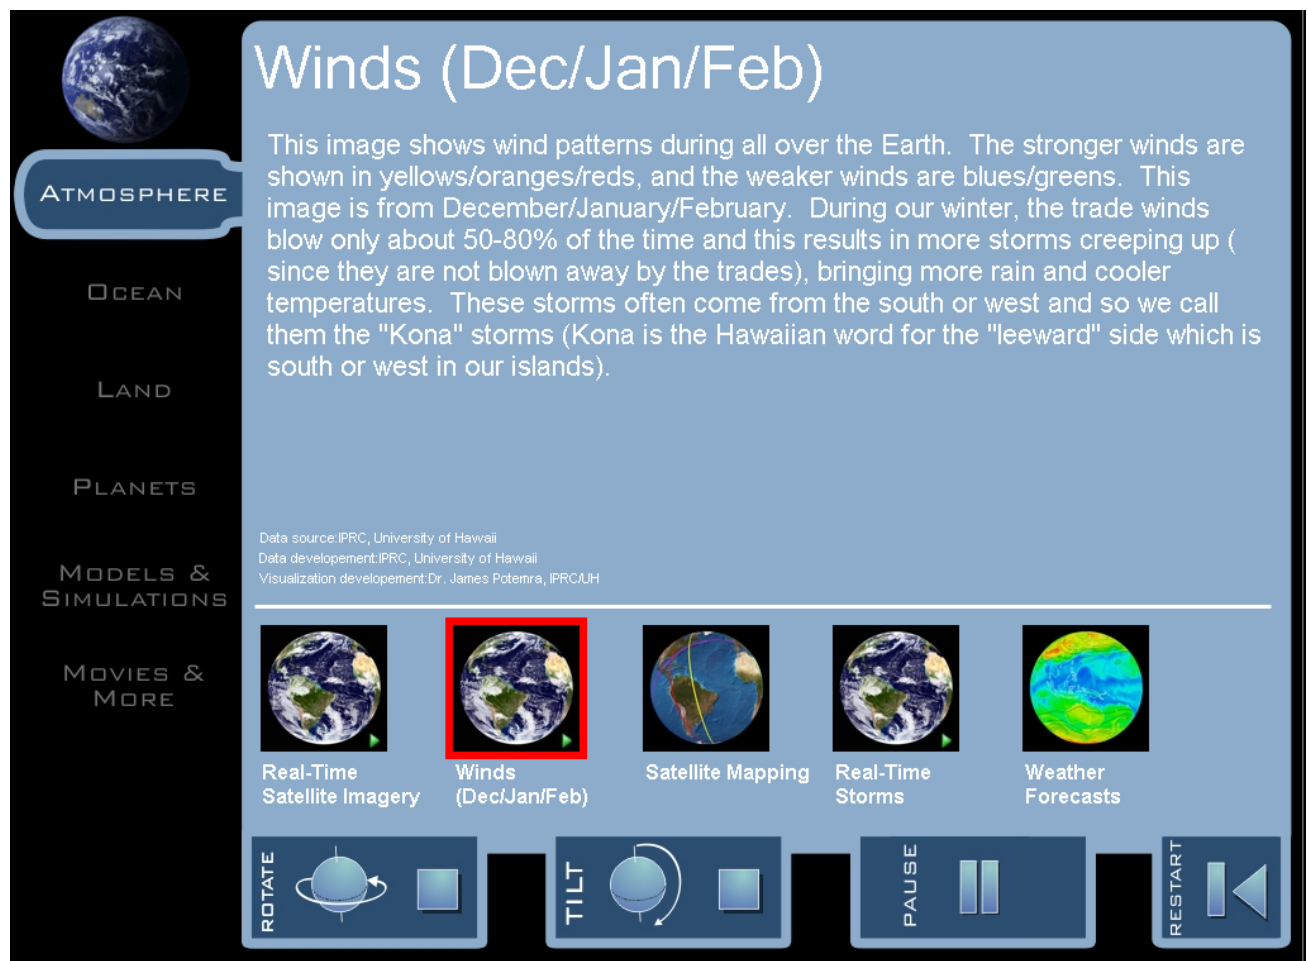 Winds (Dec/Jan/Feb)
This image shows wind patterns during all over the Earth.  The stronger winds are
shown in yellows/oranges/reds, and the weaker winds are blues/greens.  This
image is from December/January/February.  During our winter, the trade winds
blow only about 50-80% of the time and this results in more storms creeping up (
since they are not blown away by the trades), bringing more rain and cooler
temperatures.  These storms often come from the south or west and so we call
them the "Kona" storms (Kona is the Hawaiian word for the "leeward" side which is
south or west in our islands).
Data source:IPRC, University of Hawaii
Data developement:IPRC, University of Hawaii
Visualization developement:Dr. James Potemra, IPRC/UH
ATMOSPHERE
OCEAN
LAND
PLANETS
MODELS &
SIMULATIONS
MOVIES &
MORE
Real-Time
Satellite Imagery
Winds
(Dec/Jan/Feb)
Satellite Mapping
Real-Time
Storms
Weather
Forecasts
ROTATE
TILT
PAUSE
RESTART